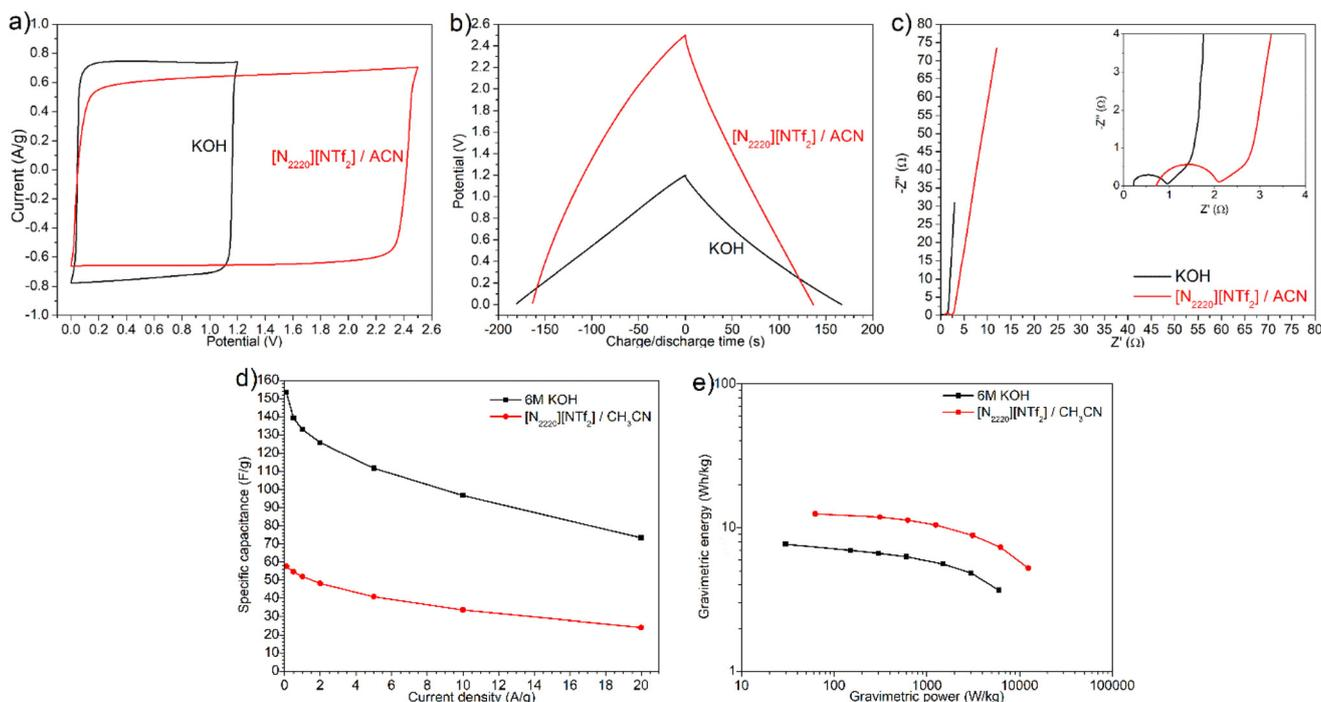 a)
1.0
0.8
0.6
0.4
0.2
0.0
-0.2
-0.4
-0.6
-0.8
-1.0
Current (A/g)
KOH
[N2220][NTf2] / ACN
0.0 0.2 0.4 0.6 0.8 1.0 1.2 1.4 1.6 1.8 2.0 2.2 2.4 2.6
Potential (V)
b)
2.6
2.4
2.2
2.0
1.8
1.6
1.4
1.2
1.0
0.8
0.6
0.4
0.2
0.0
Potential (V)
[N2220][NTf2] / ACN
KOH
-200 -150 -100 -50 0 50 100 150 200
Charge/discharge time (s)
c)
80
75
70
65
60
55
50
45
40
35
30
25
20
15
10
5
0
-Z'' (Ω)
4
3
2
1
0
-Z'' (Ω)
0 1 2 3 4
Z' (Ω)
KOH
[N2220][NTf2] / ACN
0 5 10 15 20 25 30 35 40 45 50 55 60 65 70 75 80
Z' (Ω)
d)
160
150
140
130
120
110
100
90
80
70
60
50
40
30
20
10
0
Specific capacitance (F/g)
6M KOH
[N2220][NTf2] / CH3CN
0 2 4 6 8 10 12 14 16 18 20
Current density (A/g)
e)
100
10
1
Gravimetric energy (Wh/kg)
6M KOH
[N2220][NTf2] / CH3CN
10 100 1000 10000 100000
Gravimetric power (W/kg)